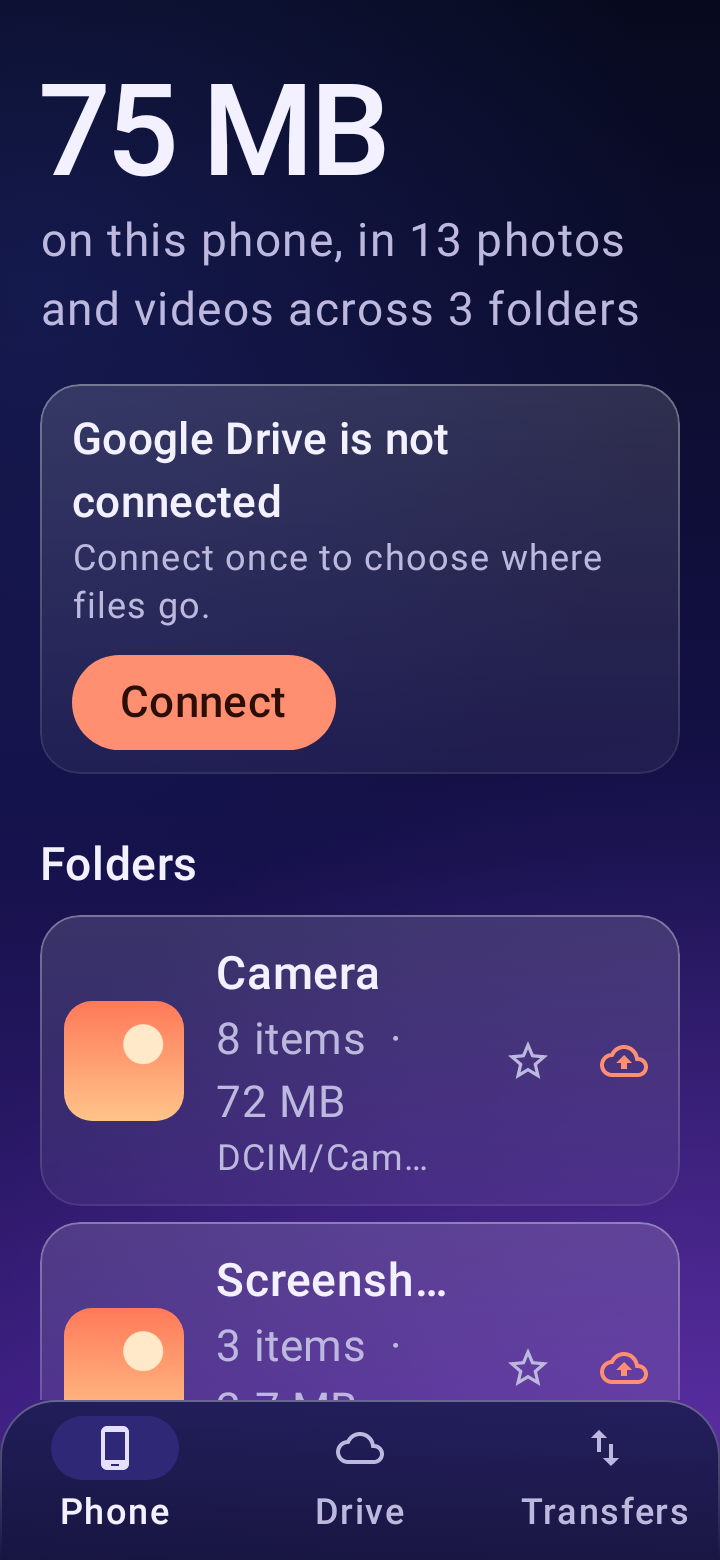 75 MB
on this phone, in 13 photos
and videos across 3 folders
Google Drive is not
connected
Connect once to choose where
files go.
Connect
Folders
Camera
8 items ·
72 MB
DCIM/Cam…
Screensh…
3 items ·
Phone
Drive
Transfers